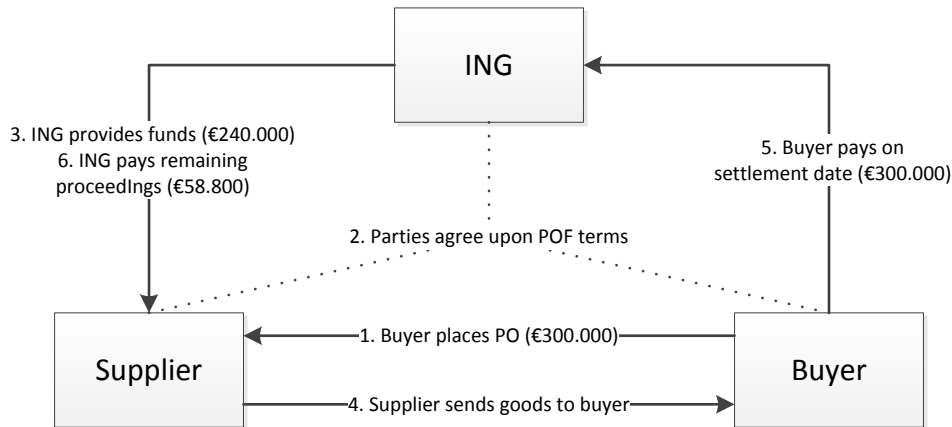 ING
3. ING provides funds (€240.000)
6. ING pays remaining
proceedIngs (€58.800)
5. Buyer pays on
settlement date (€300.000)
2. Parties agree upon POF terms
Supplier
1. Buyer places PO (€300.000)
4. Supplier sends goods to buyer
Buyer